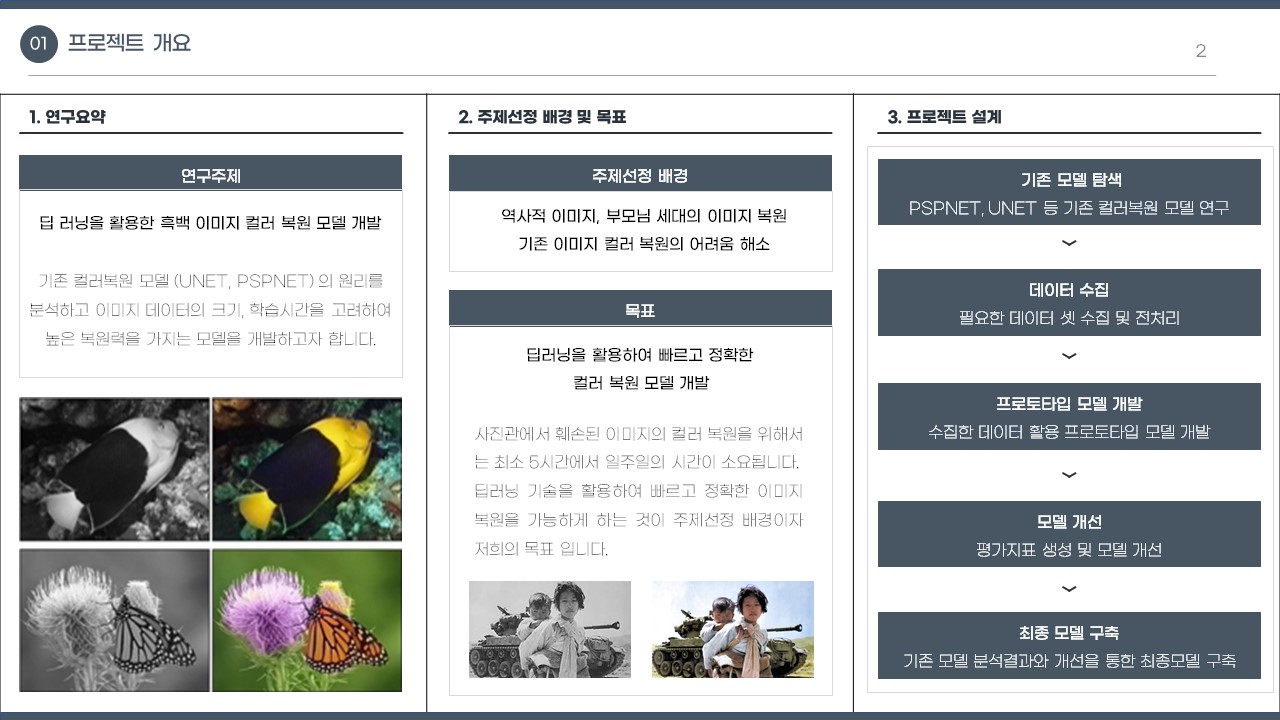 01 프로젝트 개요
2
1. 연구요약
연구주제
딥 러닝을 활용한 흑백 이미지 컬러 복원 모델 개발
기존 컬러복원 모델 (UNET, PSPNET) 의 원리를
분석하고 이미지 데이터의 크기, 학습시간을 고려하여
높은 복원력을 가지는 모델을 개발하고자 합니다.
2. 주제선정 배경 및 목표
주제선정 배경
역사적 이미지, 부모님 세대의 이미지 복원
기존 이미지 컬러 복원의 어려움 해소
목표
딥러닝을 활용하여 빠르고 정확한
컬러 복원 모델 개발
사진관에서 훼손된 이미지의 컬러 복원을 위해서
는 최소 5시간에서 일주일의 시간이 소요됩니다.
딥러닝 기술을 활용하여 빠르고 정확한 이미지
복원을 가능하게 하는 것이 주제선정 배경이자
저희의 목표 입니다.
3. 프로젝트 설계
기존 모델 탐색
PSPNET, UNET 등 기존 컬러복원 모델 연구
데이터 수집
필요한 데이터 셋 수집 및 전처리
프로토타입 모델 개발
수집한 데이터 활용 프로토타입 모델 개발
모델 개선
평가지표 생성 및 모델 개선
최종 모델 구축
기존 모델 분석결과와 개선을 통한 최종모델 구축